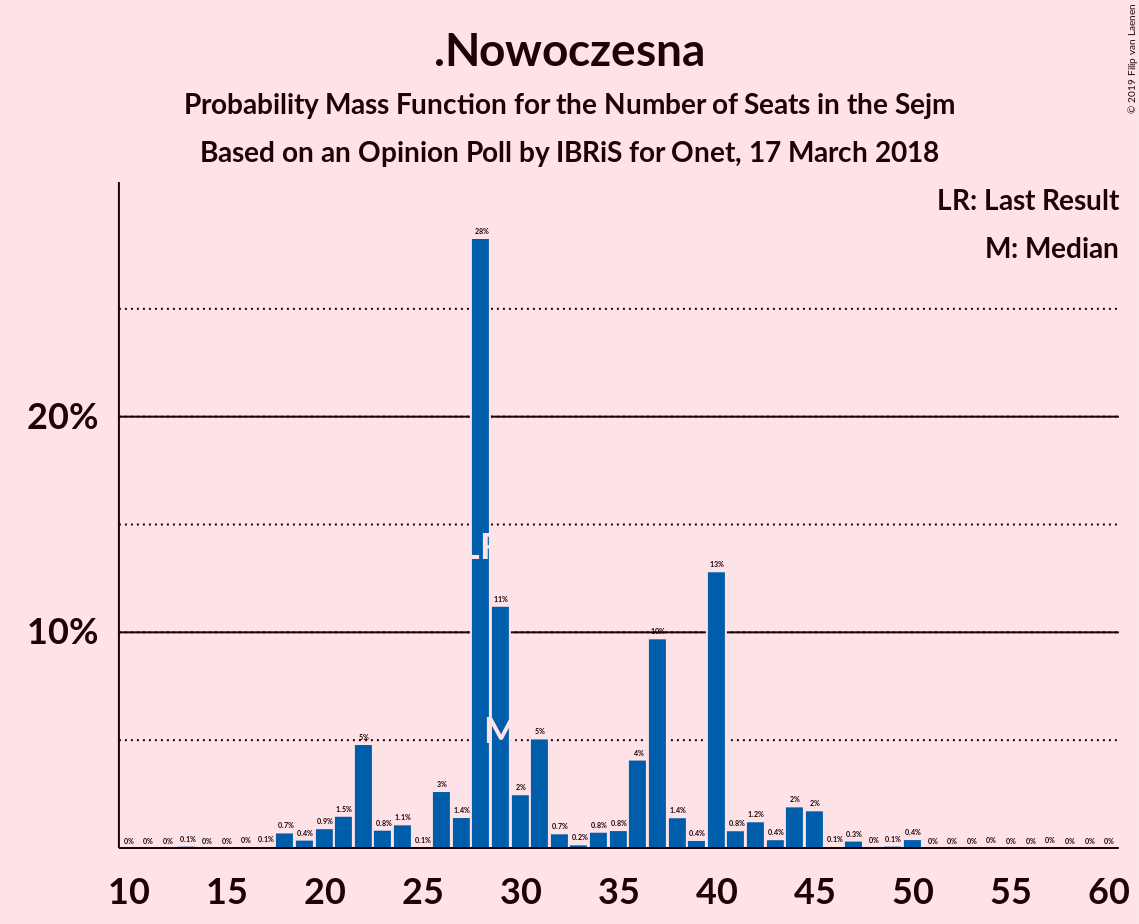 .Nowoczesna
Probability Mass Function for the Number of Seats in the Sejm
Based on an Opinion Poll by IBRiS for Onet, 17 March 2018
© 2019 Filip van Laenen
LR: Last Result
M: Median
20%
10%
0% 0% 0% 0.1% 0% 0% 0% 0.1% 0.7% 0.4% 0.9% 1.5% 5% 0.8% 1.1% 0.1% 3% 1.4% 28% 11% 2% 5% 0.7% 0.2% 0.8% 0.8% 4% 10% 1.4% 0.4% 13% 0.8% 1.2% 0.4% 2% 2% 0.1% 0.3% 0% 0.1% 0.4% 0% 0% 0% 0% 0% 0% 0% 0% 0% 0%
LR
M
10 15 20 25 30 35 40 45 50 55 60